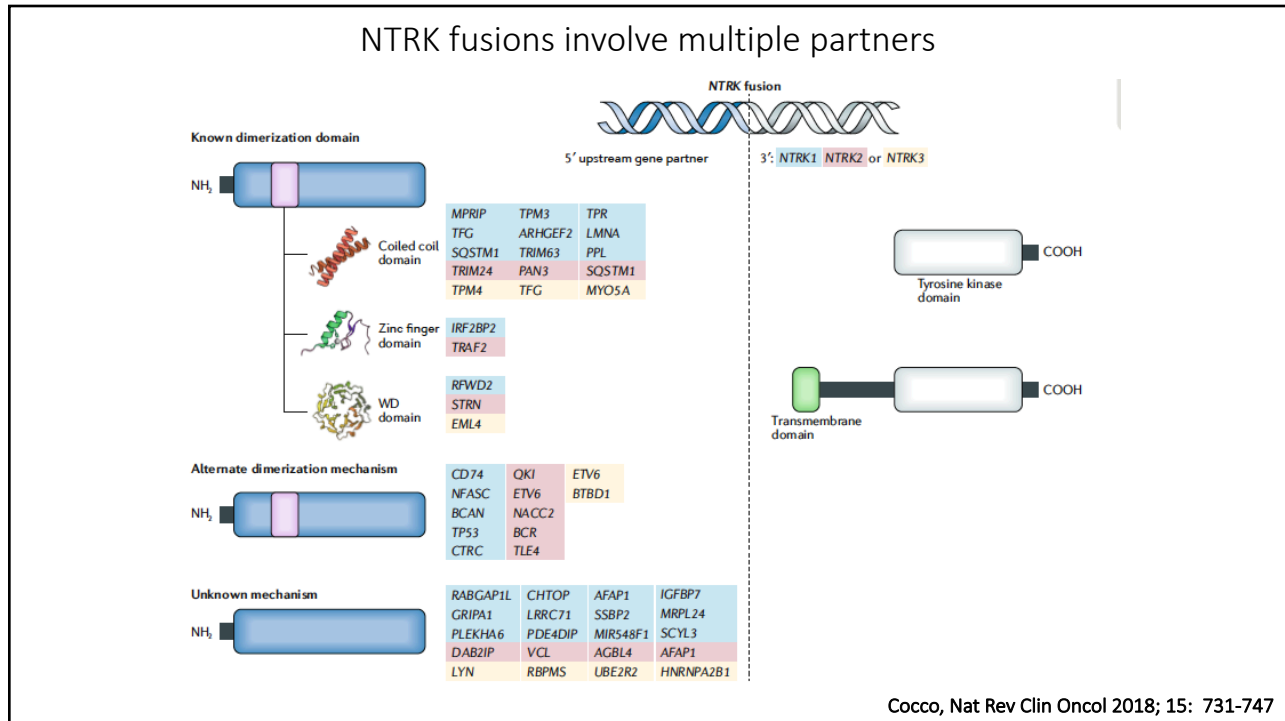 NTRK fusions involve multiple partners
NTRK fusion
5′ upstream gene partner
3′: NTRK1 NTRK2 or NTRK3
Known dimerization domain
NH2
Coiled coil
domain
MPRIP TPM3 TPR
TFG ARHGEF2 LMNA
SQSTM1 TRIM63 PPL
TRIM24 PAN3 SQSTM1
TPM4 TFG MYO5A
Zinc finger
domain
IRF2BP2
TRAF2
WD
domain
RFWD2
STRN
EML4
COOH
Tyrosine kinase
domain
COOH
Transmembrane
domain
Alternate dimerization mechanism
NH2
CD74 QKI ETV6
NFASC ETV6 BTBD1
BCAN NACC2
TP53 BCR
CTRC TLE4
Unknown mechanism
NH2
RABGAP1L CHTOP AFAP1 IGFBP7
GRIPA1 LRRC71 SSBP2 MRPL24
PLEKHA6 PDE4DIP MIR548F1 SCYL3
DAB2IP VCL AGBL4 AFAP1
LYN RBPMS UBE2R2 HNRNPA2B1
Cocco, Nat Rev Clin Oncol 2018; 15: 731-747